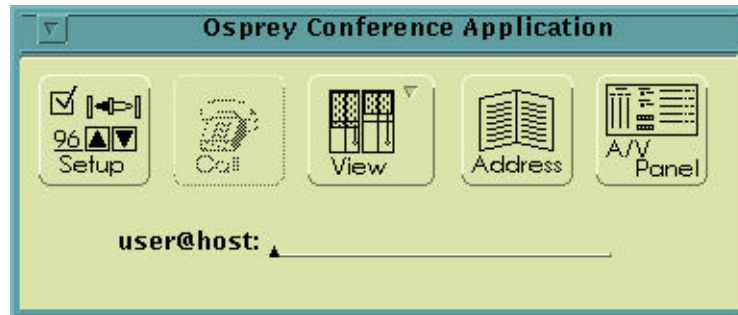 Osprey Conference Application
96
Setup
Call
View
Address
A/V
Panel
user@host: